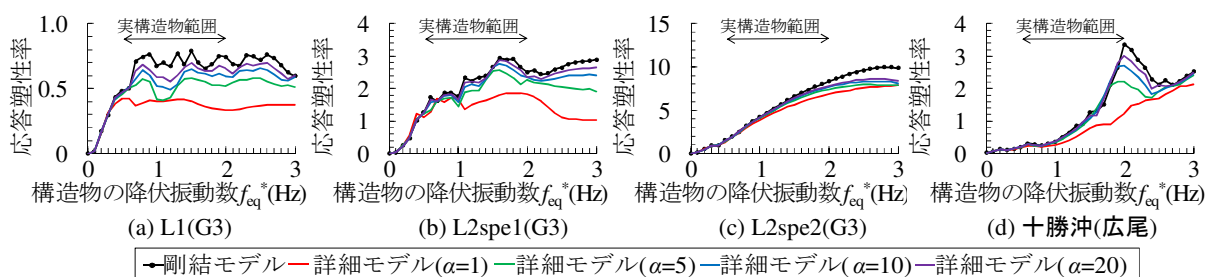 実構造物範囲
応答塑性率
1.0
0.5
0
0 1 2 3
構造物の降伏振動数feq*(Hz)
(a) L1(G3)
実構造物範囲
応答塑性率
4
3
2
1
0
0 1 2 3
構造物の降伏振動数feq*(Hz)
(b) L2spe1(G3)
実構造物範囲
応答塑性率
15
10
5
0
0 1 2 3
構造物の降伏振動数feq*(Hz)
(c) L2spe2(G3)
実構造物範囲
応答塑性率
4
3
2
1
0
0 1 2 3
構造物の降伏振動数feq*(Hz)
(d) 十勝沖(広尾)
剛結モデル 詳細モデル(α=1) 詳細モデル(α=5) 詳細モデル(α=10) 詳細モデル(α=20)